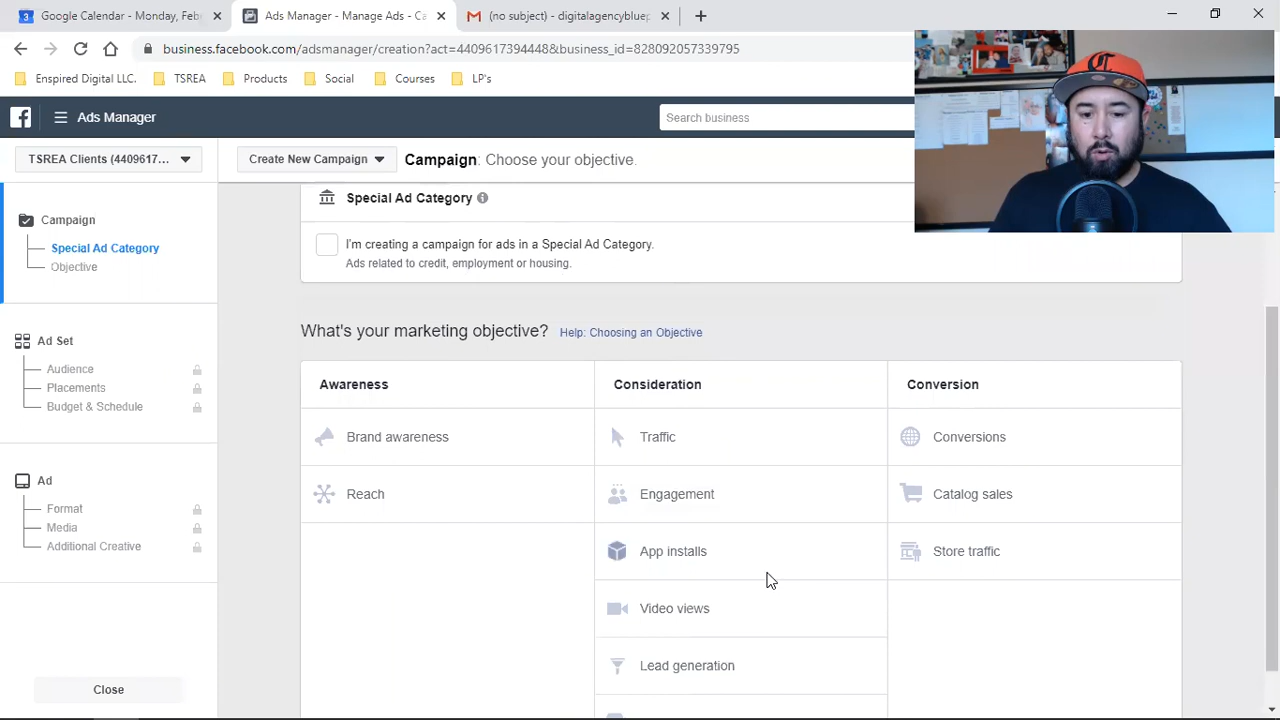 Google Calendar - Monday, Feb
Ads Manager - Manage Ads - Ca
(no subject) - digitalagencybluep
business.facebook.com/adsmanager/creation?act=440961739444​8&business_id=828092057339795
Enspired Digital LLC.
TSREA
Products
Social
Courses
LP's
Ads Manager
Search business
TSREA Clients (4409617...
Create New Campaign
Campaign: Choose your objective.
Campaign
Special Ad Category
Objective
Ad Set
Audience
Placements
Budget & Schedule
Ad
Format
Media
Additional Creative
Close
Special Ad Category
I'm creating a campaign for ads in a Special Ad Category.
Ads related to credit, employment or housing.
What's your marketing objective? Help: Choosing an Objective
Awareness
Consideration
Conversion
Brand awareness
Traffic
Conversions
Reach
Engagement
Catalog sales
App installs
Store traffic
Video views
Lead generation